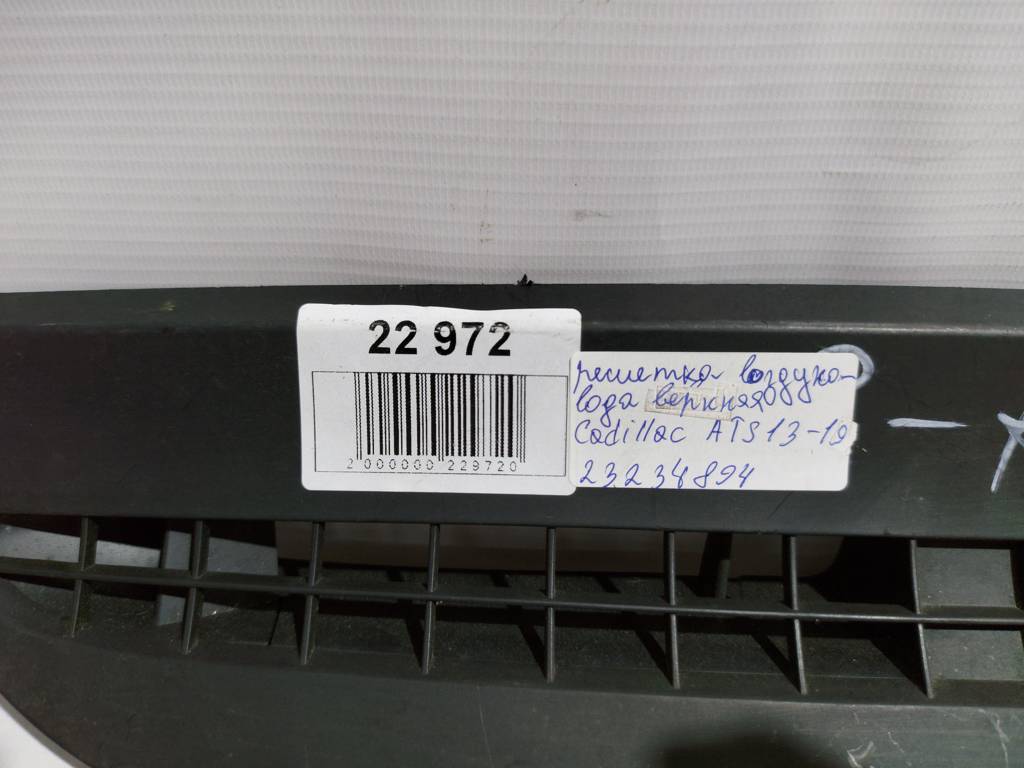 22 972
2 000000 229720
решетка воздухо-
вода верхняя
Cadillac ATS 13-19
23234894